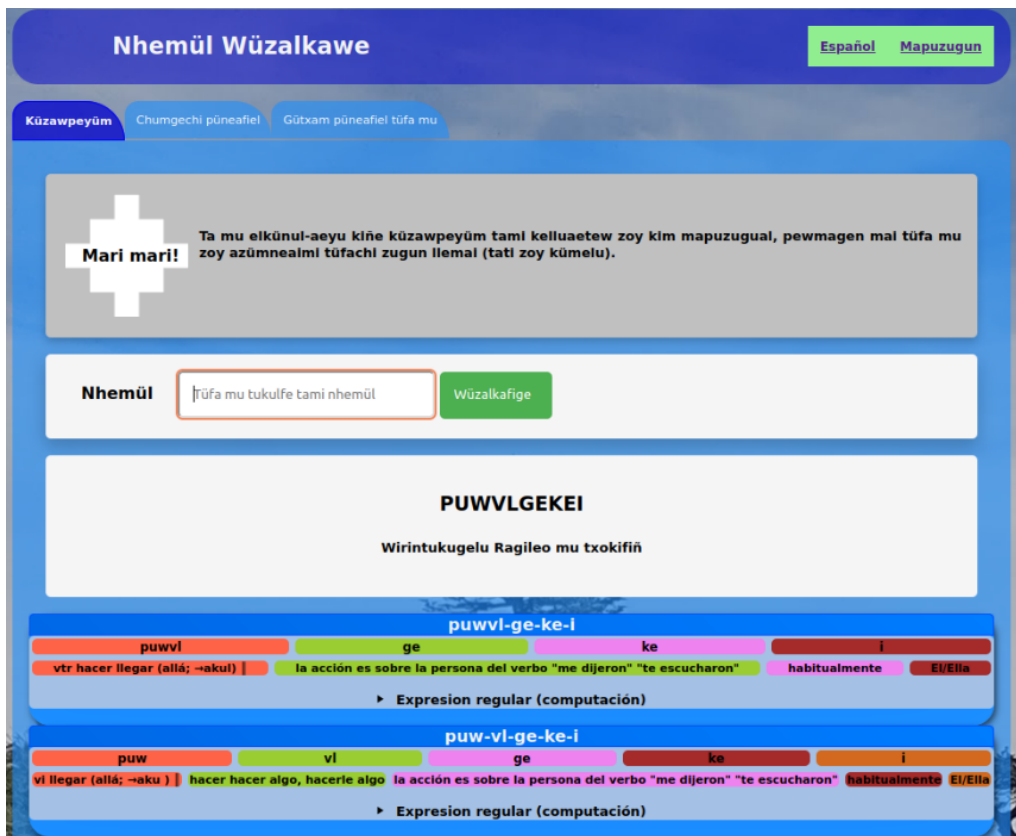 Nhemül Wüzalkawe
Español Mapuzugun
Küzawpeyüm Chumgechi püneafiel Gütxam püneafiel tüfa mu
Mari mari!
Ta mu elkünul-aeyu kiñe küzawpeyüm tami kelluaetew zoy kim mapuzugual, pewmagen mai tüfa mu
zoy azümnealmi tüfachi zugun llemai (tati zoy kümelu).
Nhemül Tüfa mu tukulfe tami nhemül Wüzalkafige
PUWVLGEKEI
Wirintukugelu Ragileo mu txokifiñ
puwvl-ge-ke-i
puwvl ge ke i
vtr hacer llegar (allá; →akul) ‖ la acción es sobre la persona del verbo "me dijeron" "te escucharon" habitualmente El/Ella
▸ Expresion regular (computación)
puw-vl-ge-ke-i
puw vl ge ke i
vi llegar (allá; →aku ) ‖ hacer hacer algo, hacerle algo la acción es sobre la persona del verbo "me dijeron" "te escucharon" habitualmente El/Ella
▸ Expresion regular (computación)